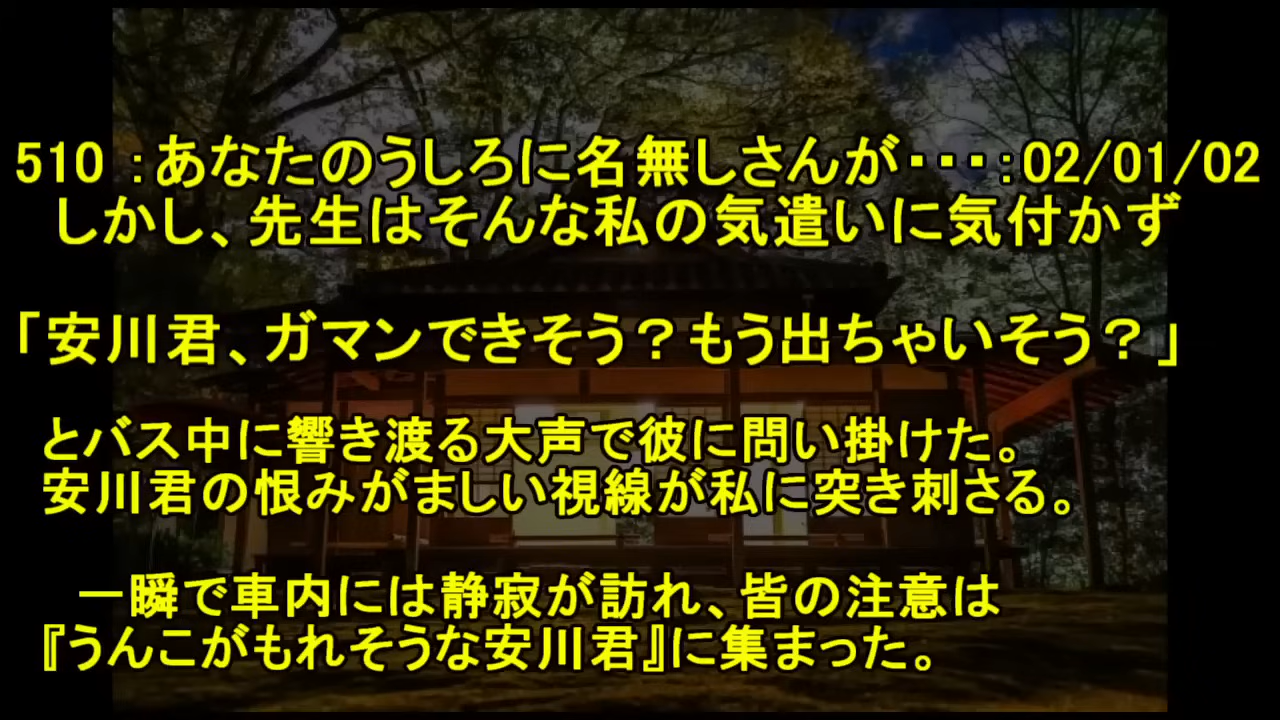 510 :あなたのうしろに名無しさんが・・・:02/01/02
しかし、先生はそんな私の気遣いに気付かず
「安川君、ガマンできそう?もう出ちゃいそう?」
とバス中に響き渡る大声で彼に問い掛けた。
安川君の恨みがましい視線が私に突き刺さる。
一瞬で車内には静寂が訪れ、皆の注意は
『うんこがもれそうな安川君』に集まった。